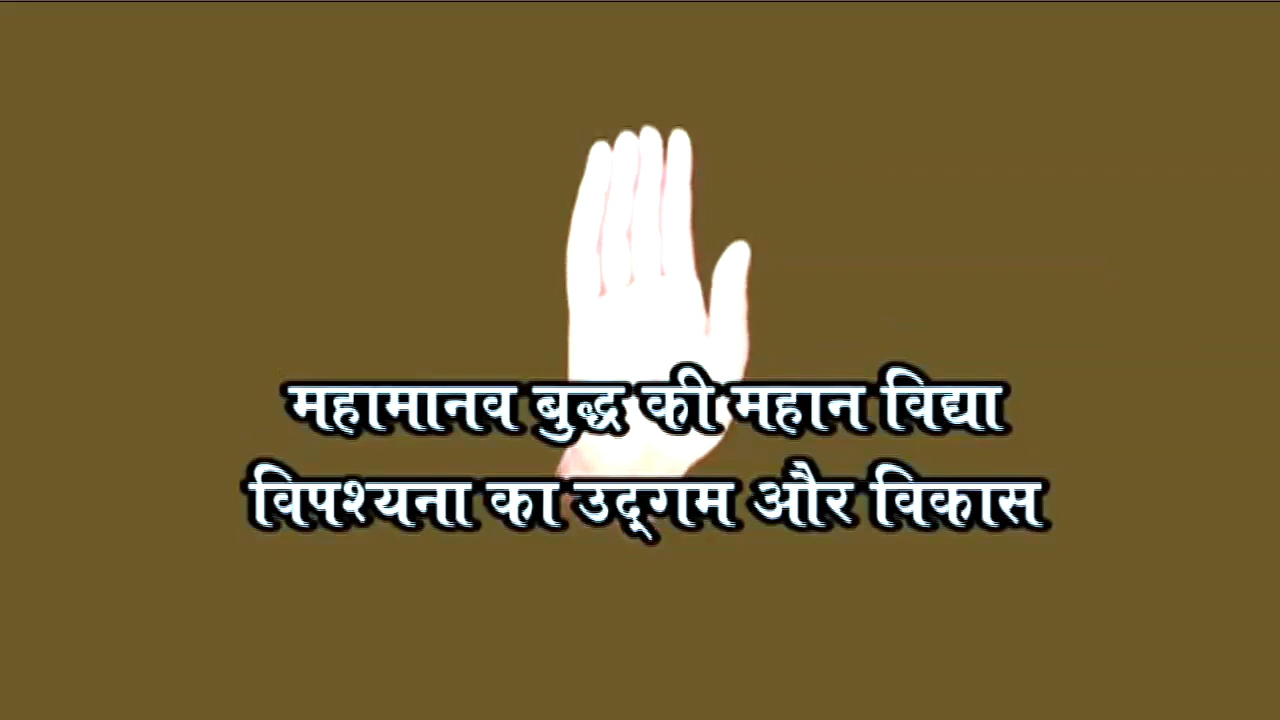 महामानव बुद्ध की महान विद्या
विपश्यना का उद्‌गम और विकास